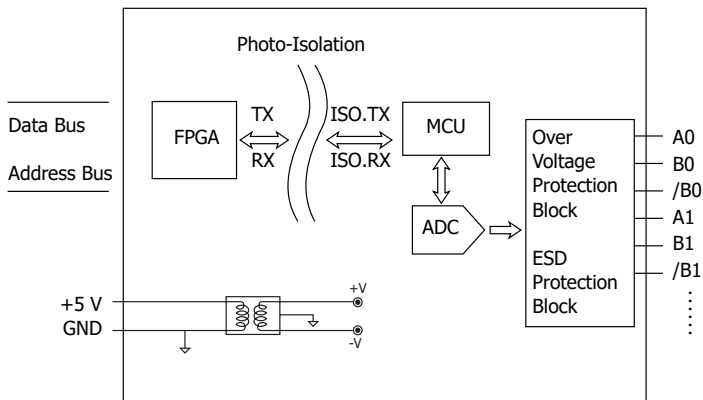 Photo-Isolation
Data Bus
Address Bus
FPGA
TX
RX
ISO.TX
ISO.RX
MCU
ADC
Over
Voltage
Protection
Block
ESD
Protection
Block
A0
B0
/B0
A1
B1
/B1
+5 V
GND
+V
-V